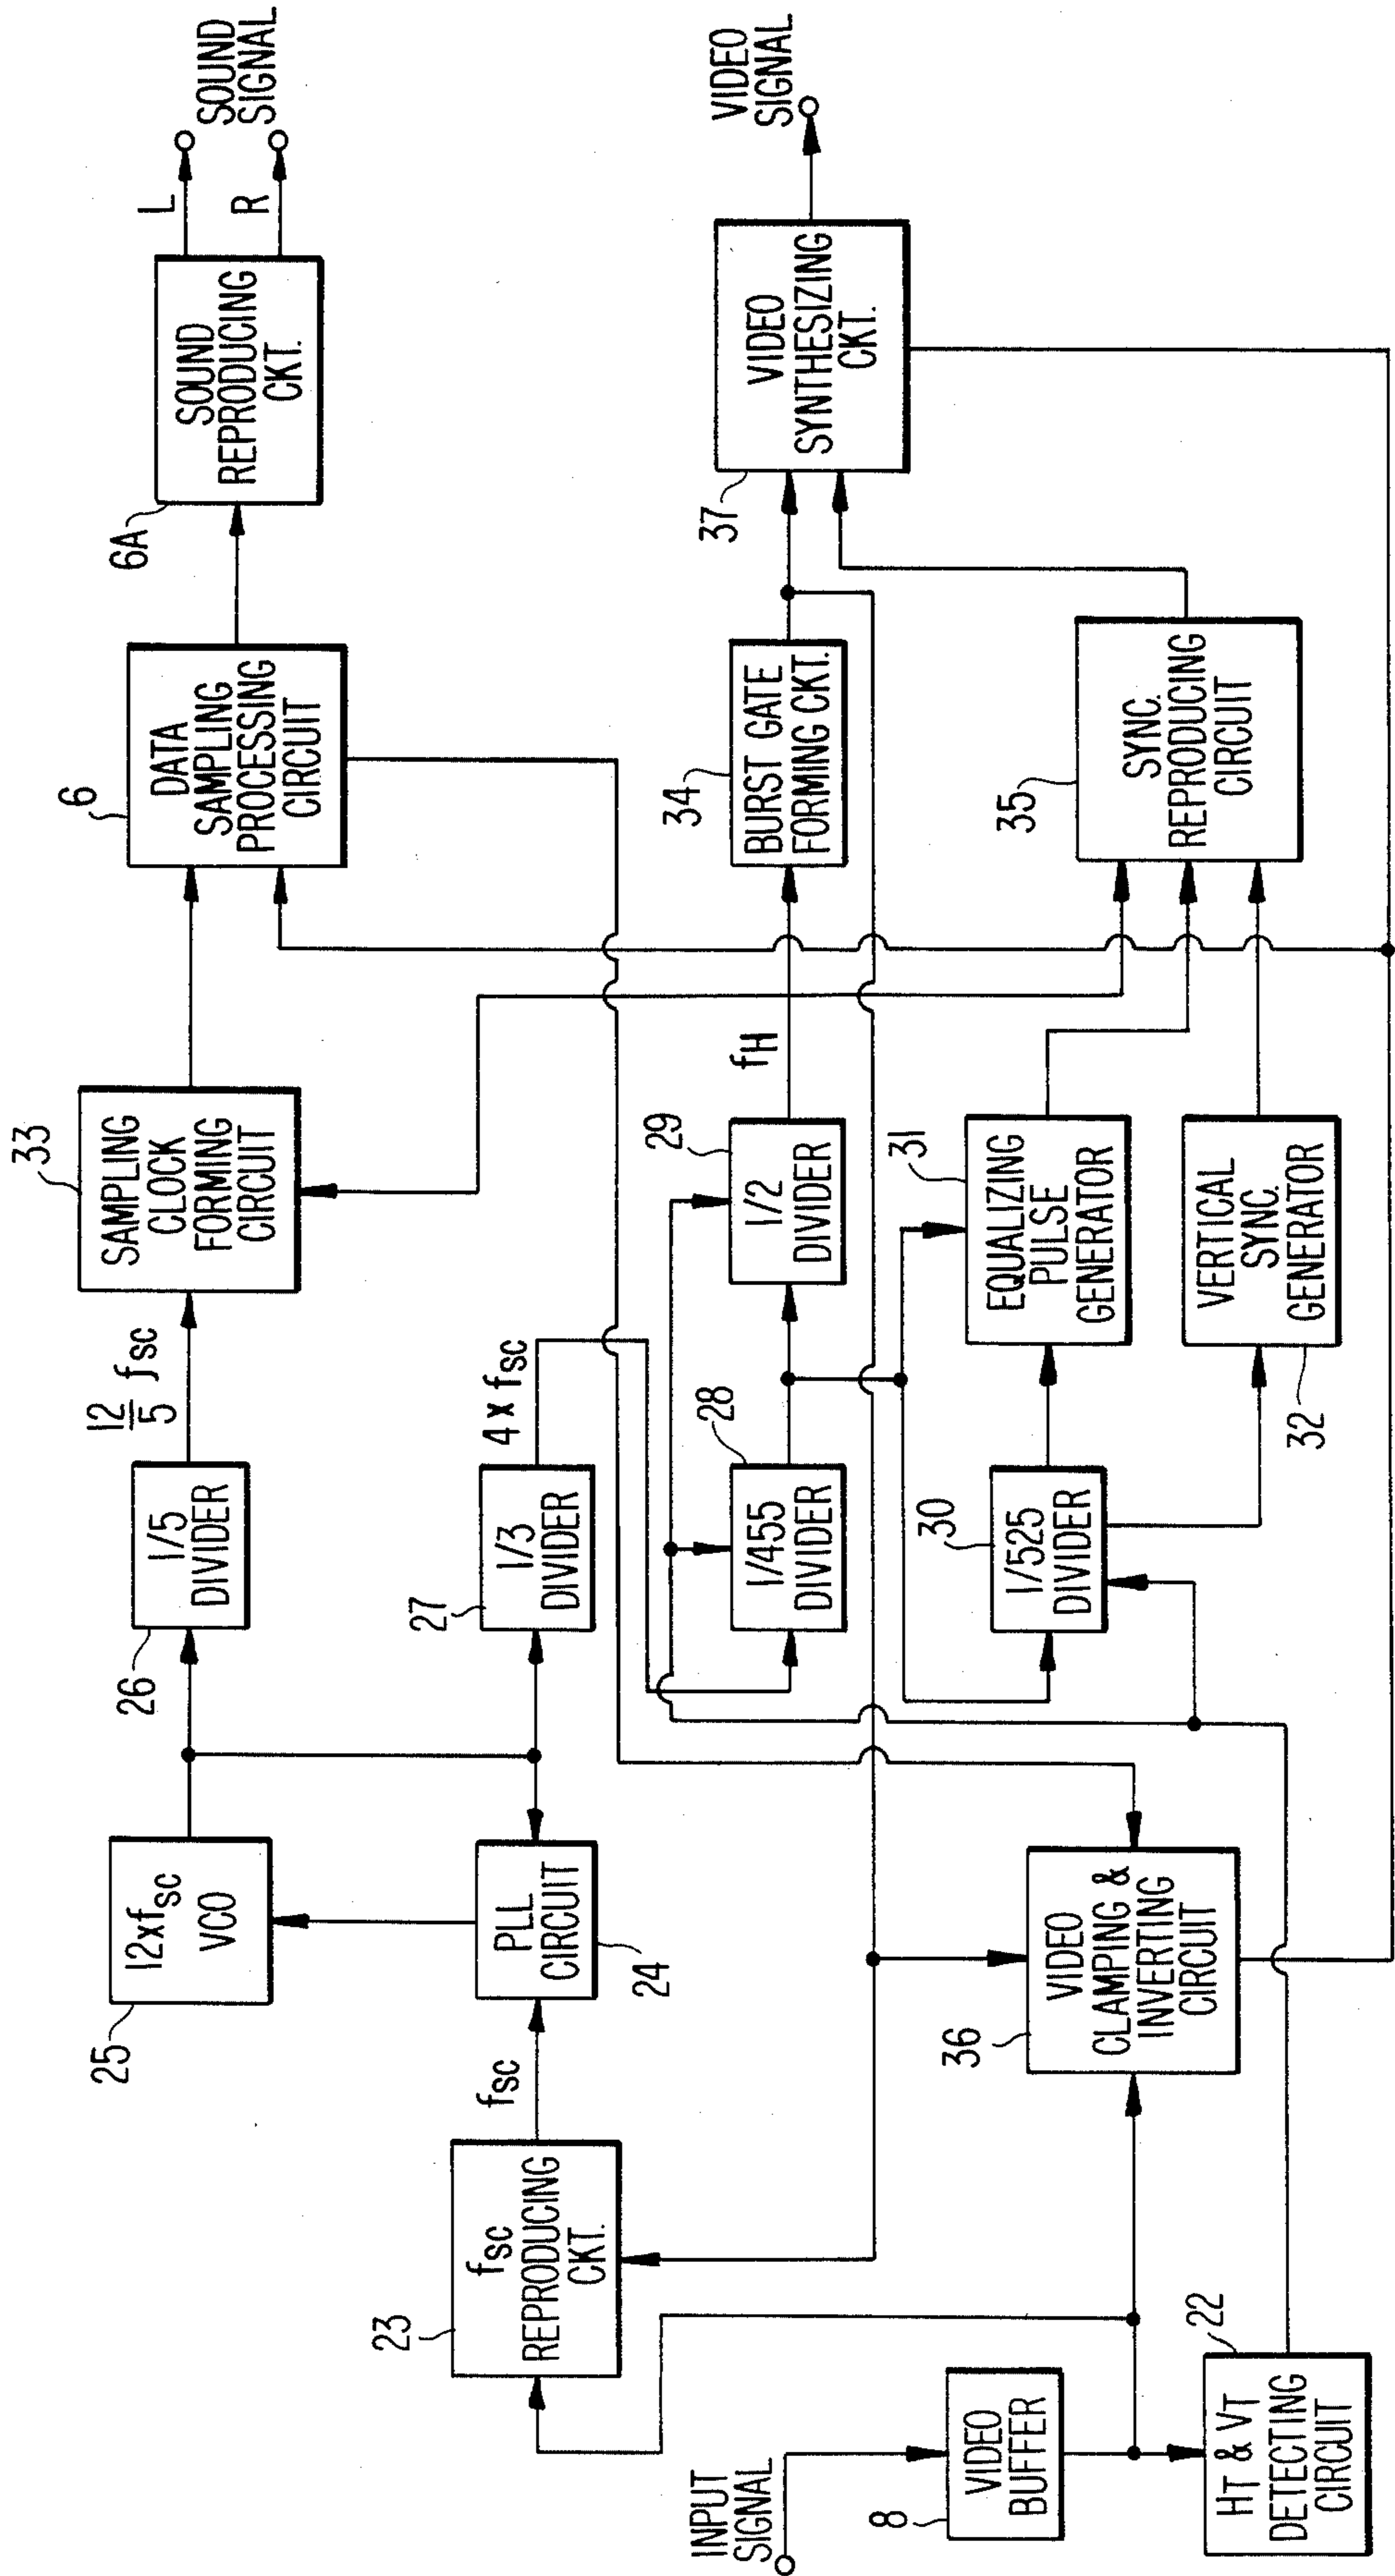 33
SAMPLING
CLOCK
FORMING
CIRCUIT
6
DATA
SAMPLING
PROCESSING
CIRCUIT
6A
SOUND
REPRODUCING
CKT.
L
R
SOUND
SIGNAL
25
12xfsc
VCO
26
1/5
DIVIDER
12/5 fsc
23
fsc
REPRODUCING
CKT.
fsc
24
PLL
CIRCUIT
27
1/3
DIVIDER
4 x fsc
28
1/455
DIVIDER
29
1/2
DIVIDER
fH
34
BURST GATE
FORMING CKT.
37
VIDEO
SYNTHESIZING
CKT.
VIDEO
SIGNAL
INPUT
SIGNAL
8
VIDEO
BUFFER
22
HT & VT
DETECTING
CIRCUIT
36
VIDEO
CLAMPING &
INVERTING
CIRCUIT
30
1/525
DIVIDER
31
EQUALIZING
PULSE
GENERATOR
32
VERTICAL
SYNC.
GENERATOR
35
SYNC.
REPRODUCING
CIRCUIT